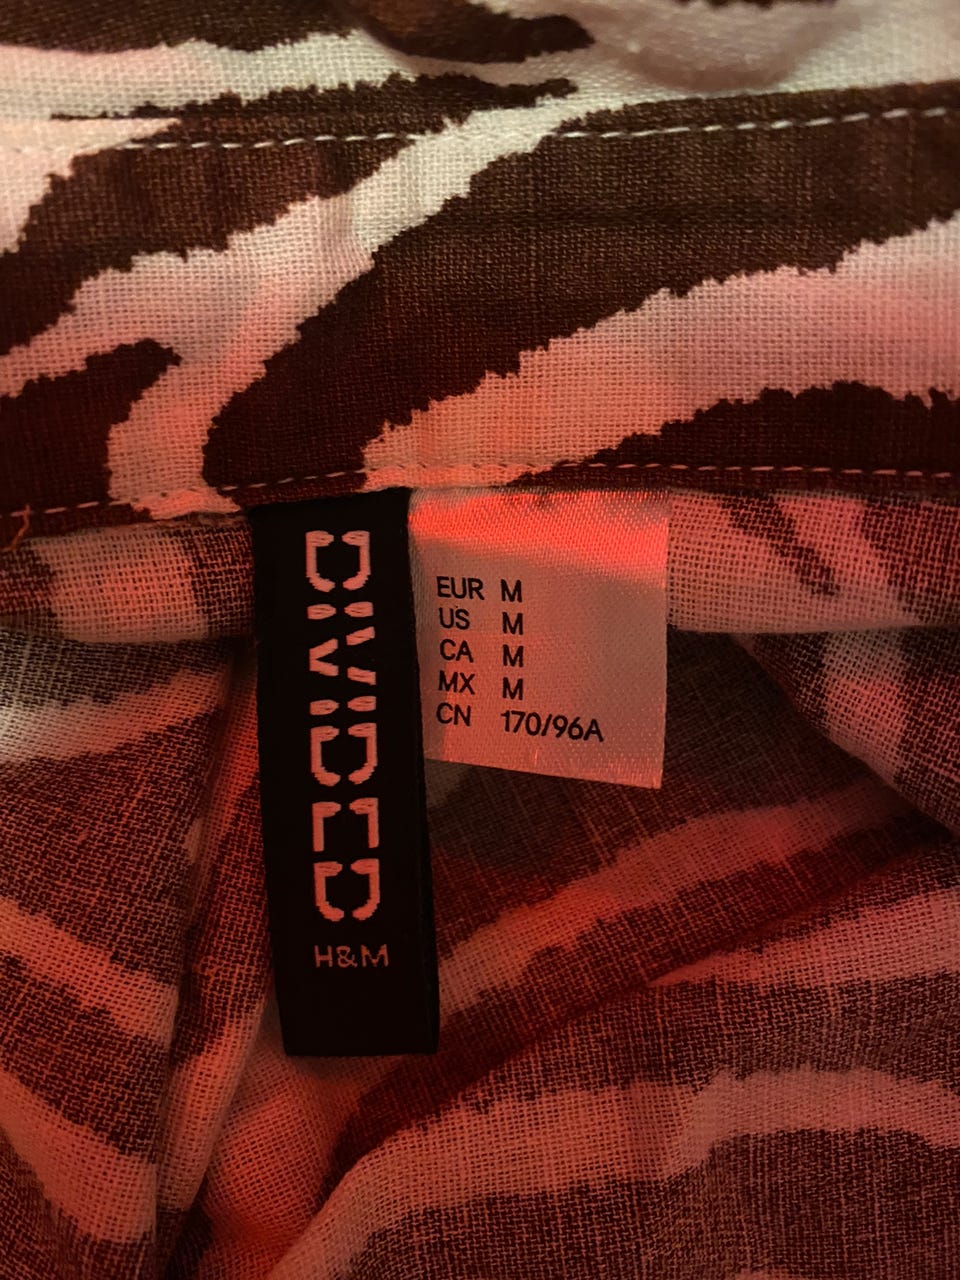 DIVIDED
H&M
EUR M
US M
CA M
MX M
CN 170/96A